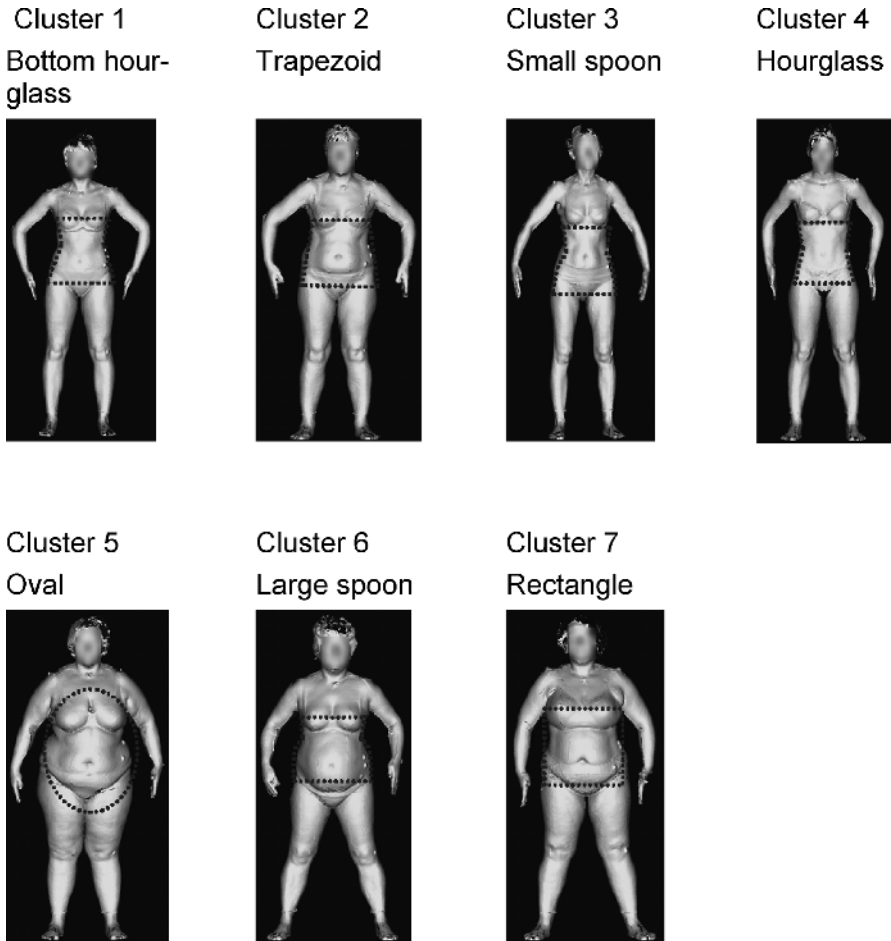 Cluster 1
Bottom hour-
glass
Cluster 2
Trapezoid
Cluster 3
Small spoon
Cluster 4
Hourglass
Cluster 5
Oval
Cluster 6
Large spoon
Cluster 7
Rectangle